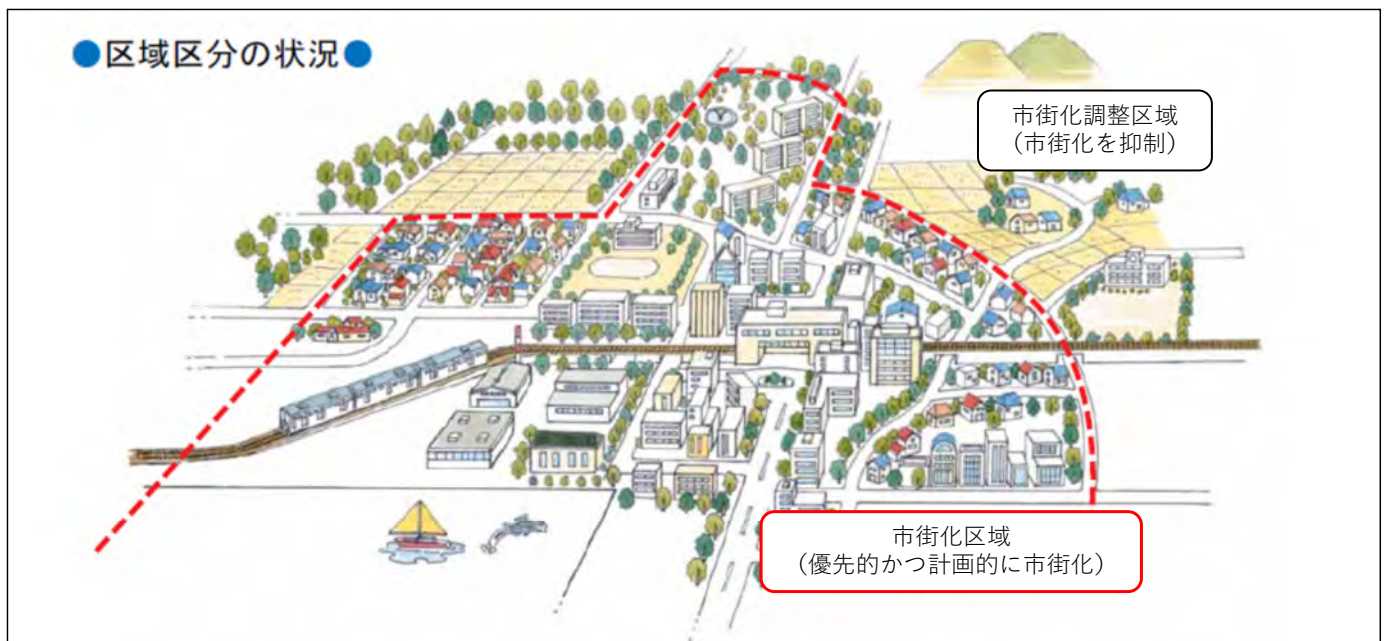 ●区域区分の状況●
市街化調整区域
（市街化を抑制）
市街化区域
（優先的かつ計画的に市街化）